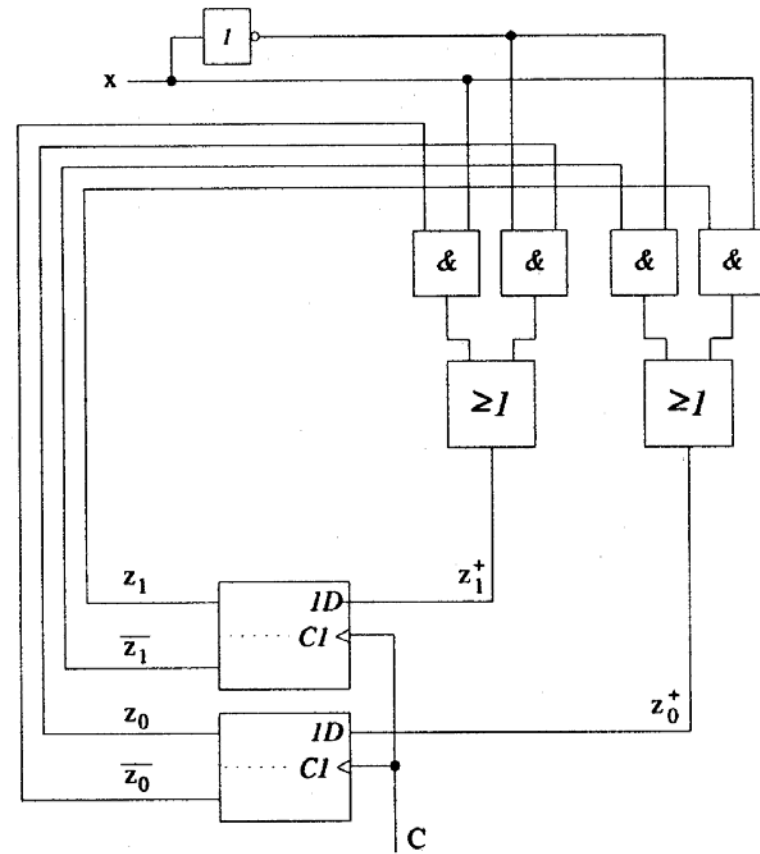 1
x
& & & &
≥1 ≥1
z₁ 1D z₁⁺
z̅₁ C1
z₀ 1D z₀⁺
z̅₀ C1
C